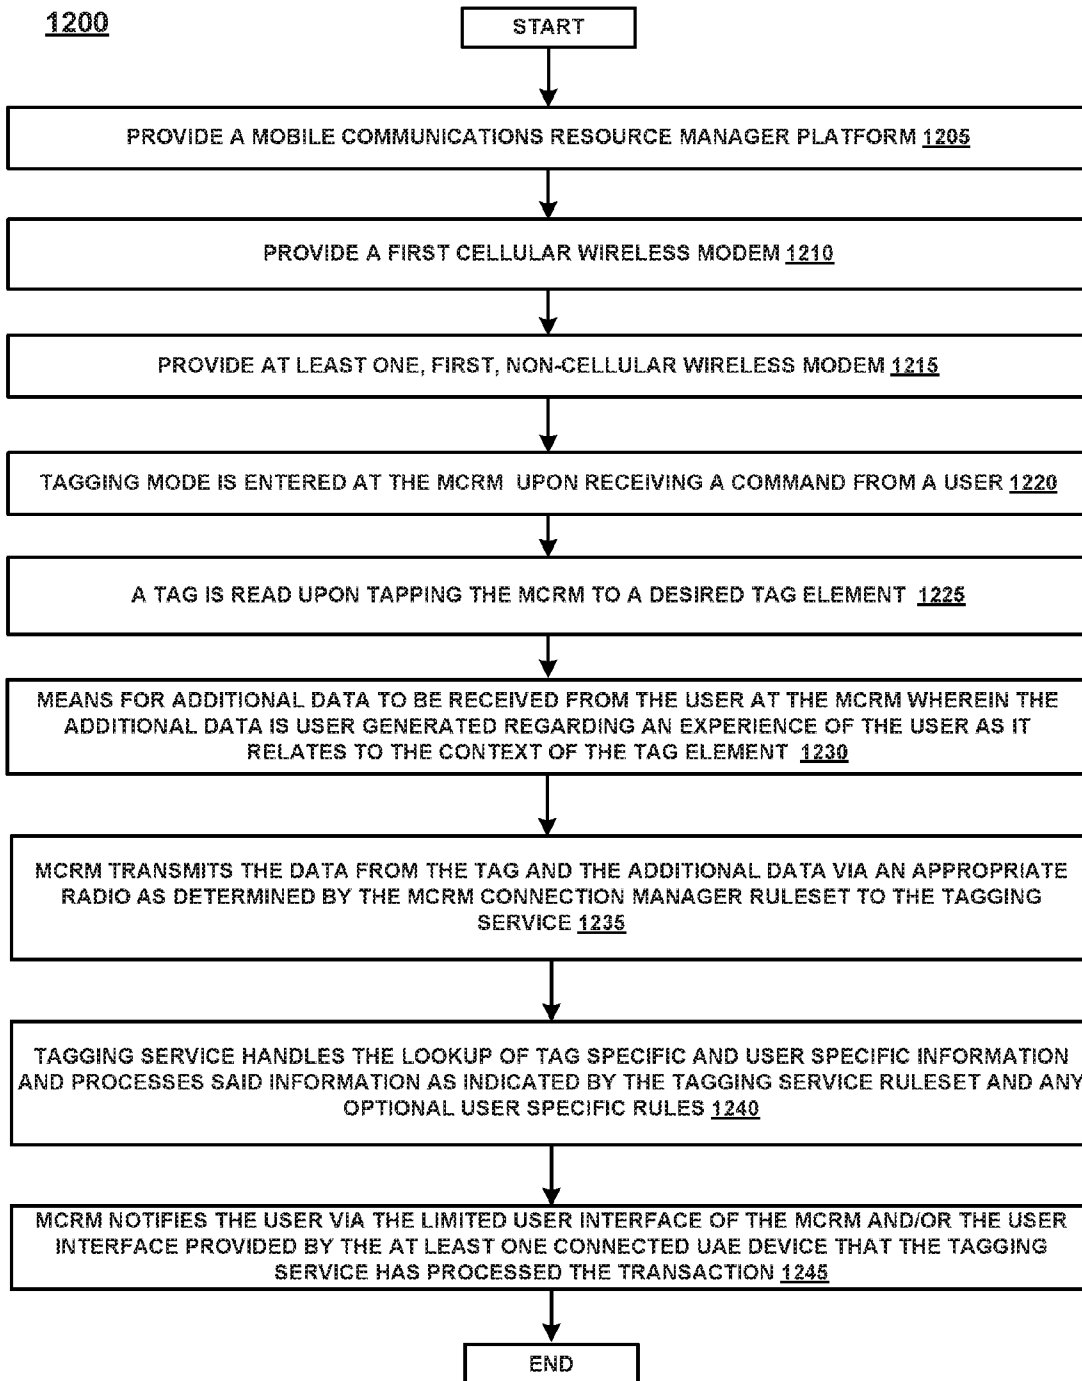 1200
START
PROVIDE A MOBILE COMMUNICATIONS RESOURCE MANAGER PLATFORM 1205
PROVIDE A FIRST CELLULAR WIRELESS MODEM 1210
PROVIDE AT LEAST ONE, FIRST, NON-CELLULAR WIRELESS MODEM 1215
TAGGING MODE IS ENTERED AT THE MCRM UPON RECEIVING A COMMAND FROM A USER 1220
A TAG IS READ UPON TAPPING THE MCRM TO A DESIRED TAG ELEMENT 1225
MEANS FOR ADDITIONAL DATA TO BE RECEIVED FROM THE USER AT THE MCRM WHEREIN THE
ADDITIONAL DATA IS USER GENERATED REGARDING AN EXPERIENCE OF THE USER AS IT
RELATES TO THE CONTEXT OF THE TAG ELEMENT 1230
MCRM TRANSMITS THE DATA FROM THE TAG AND THE ADDITIONAL DATA VIA AN APPROPRIATE
RADIO AS DETERMINED BY THE MCRM CONNECTION MANAGER RULESET TO THE TAGGING
SERVICE 1235
TAGGING SERVICE HANDLES THE LOOKUP OF TAG SPECIFIC AND USER SPECIFIC INFORMATION
AND PROCESSES SAID INFORMATION AS INDICATED BY THE TAGGING SERVICE RULESET AND ANY
OPTIONAL USER SPECIFIC RULES 1240
MCRM NOTIFIES THE USER VIA THE LIMITED USER INTERFACE OF THE MCRM AND/OR THE USER
INTERFACE PROVIDED BY THE AT LEAST ONE CONNECTED UAE DEVICE THAT THE TAGGING
SERVICE HAS PROCESSED THE TRANSACTION 1245
END